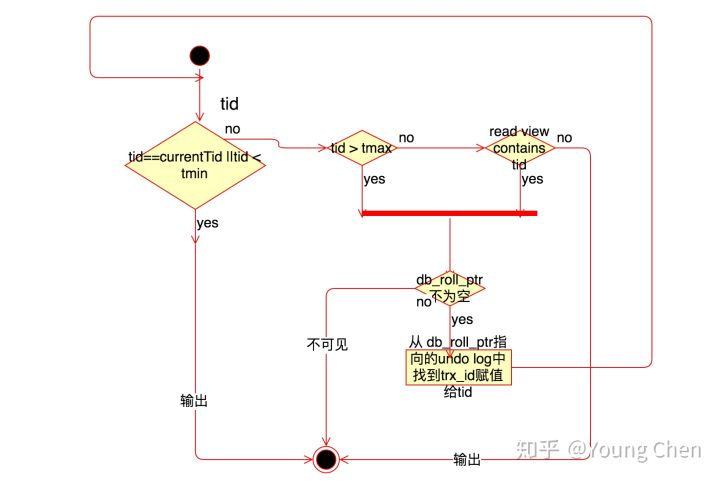 tid
tid==currentTid ||tid <
tmin
no
yes
tid > tmax
no
yes
read view
contains
tid
no
yes
db_roll_ptr
不为空
no
yes
从 db_roll_ptr指
向的undo log中
找到trx_id赋值
给tid
不可见
输出
输出
知乎 @Young Chen